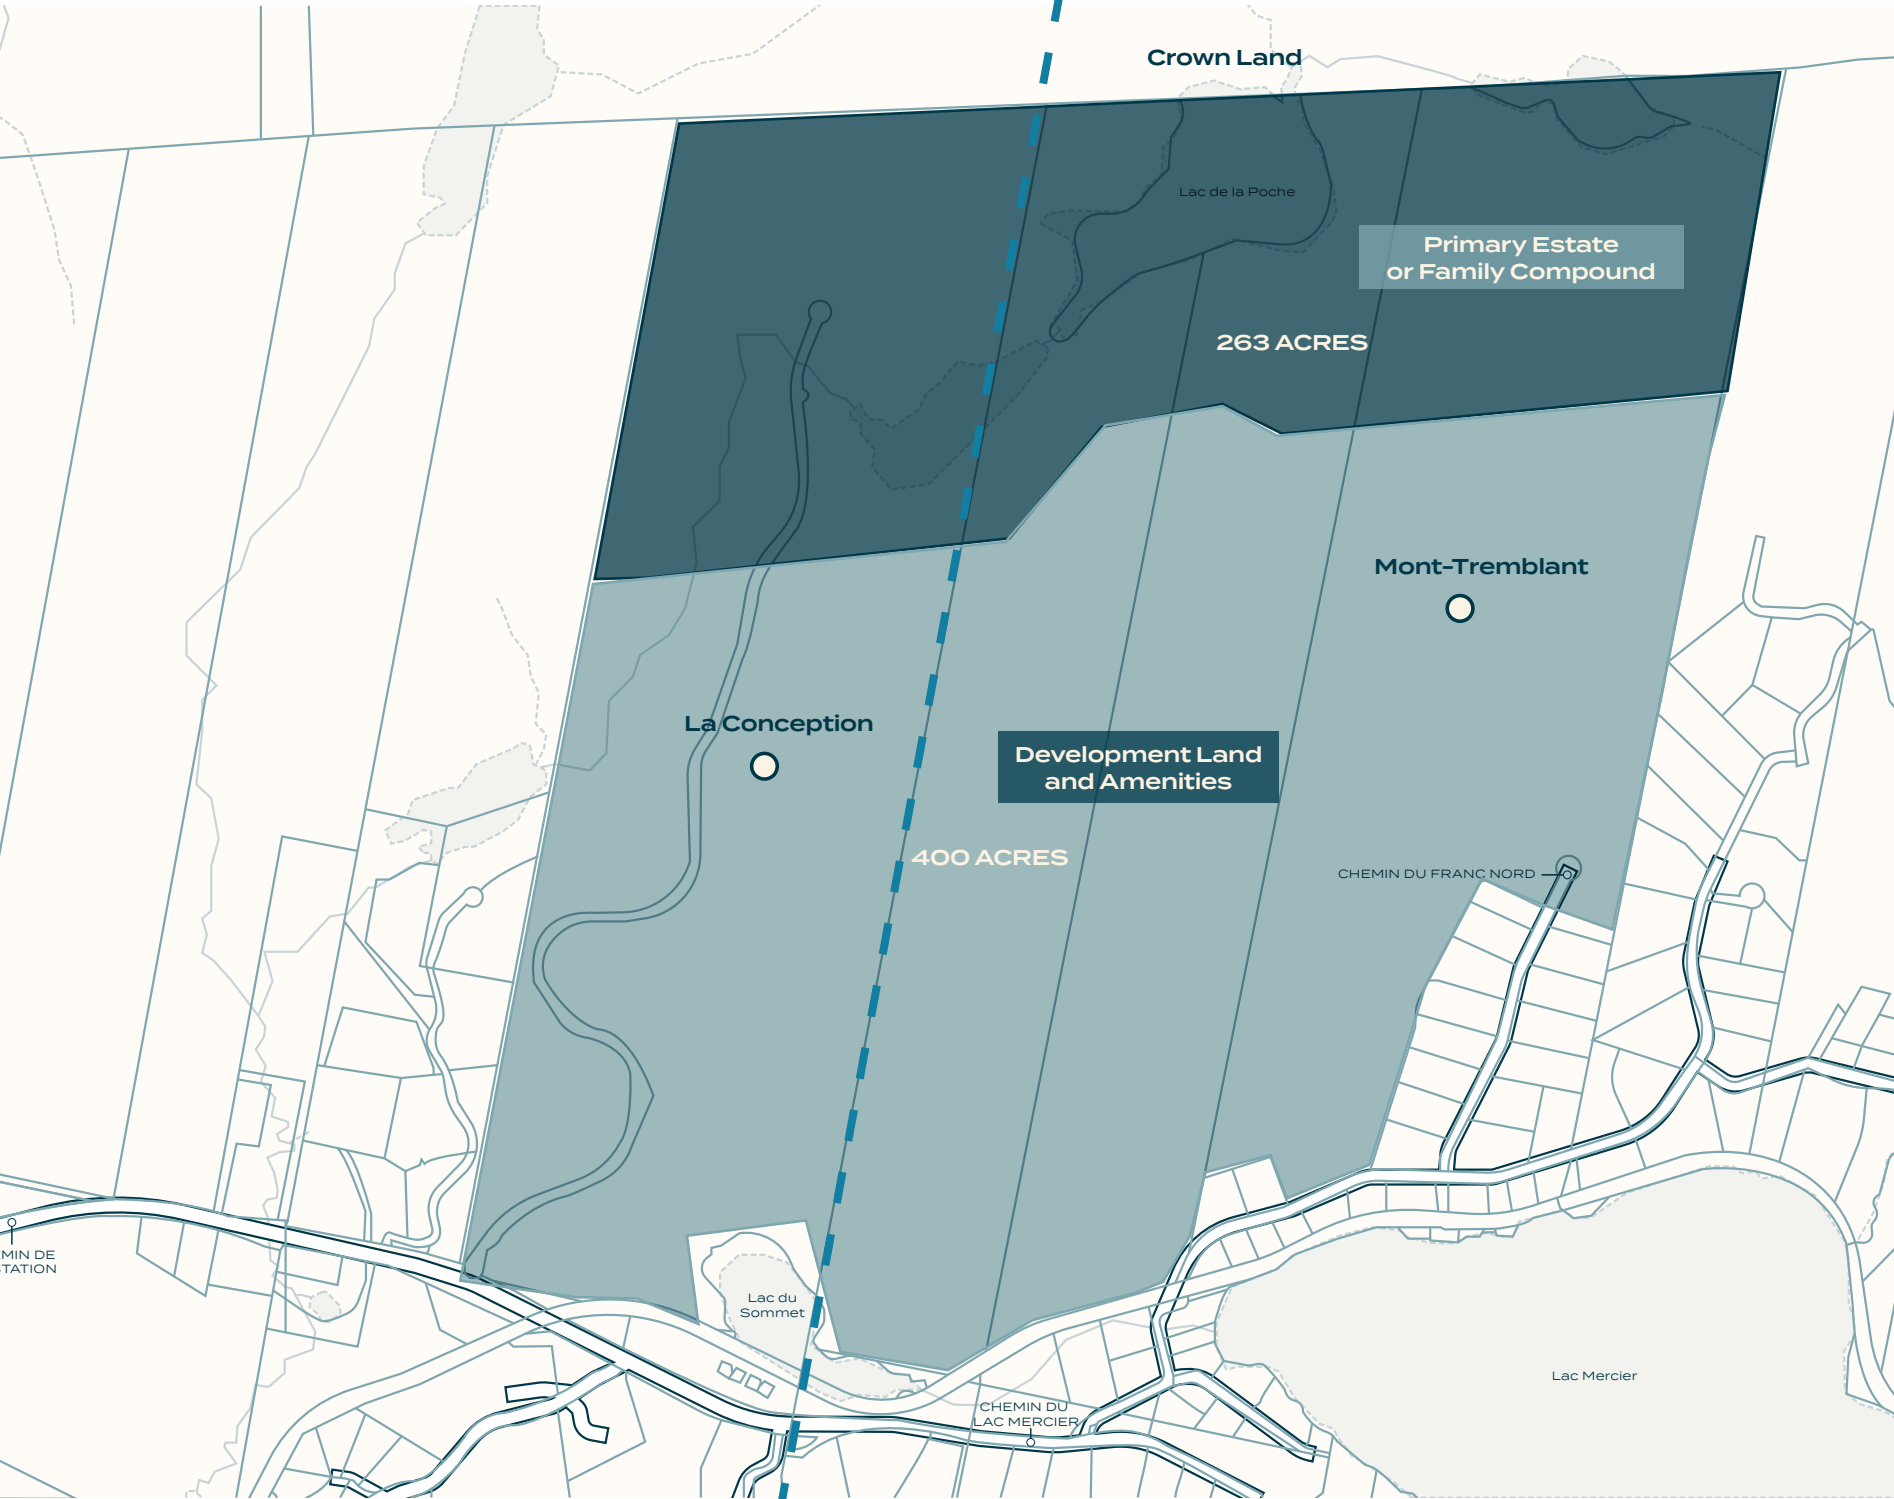 Crown Land
Lac de la Poche
Primary Estate
or Family Compound
263 ACRES
Mont-Tremblant
La Conception
Development Land
and Amenities
400 ACRES
CHEMIN DU FRANC NORD
MIN DE
TATION
Lac du
Sommet
Lac Mercier
CHEMIN DU
LAC MERCIER